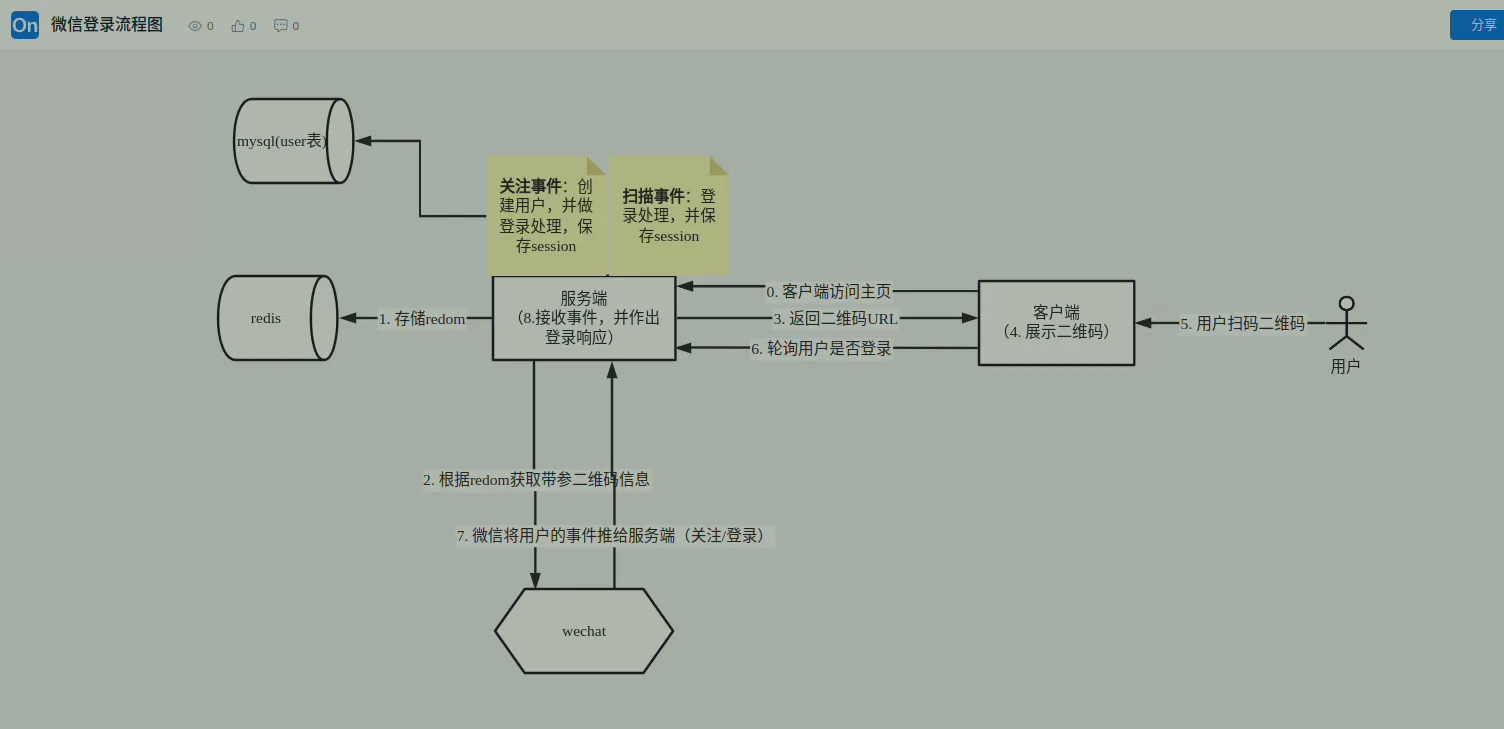 On 微信登录流程图 0 0 0 分享
mysql(user表)
关注事件：创
建用户，并做
登录处理，保
存session
扫描事件：登
录处理，并保
存session
redis
1. 存储redom
服务端
（8.接收事件，并作出
登录响应）
0. 客户端访问主页
3. 返回二维码URL
6. 轮询用户是否登录
客户端
（4. 展示二维码）
5. 用户扫码二维码
用户
2. 根据redom获取带参二维码信息
7. 微信将用户的事件推给服务端（关注/登录）
wechat